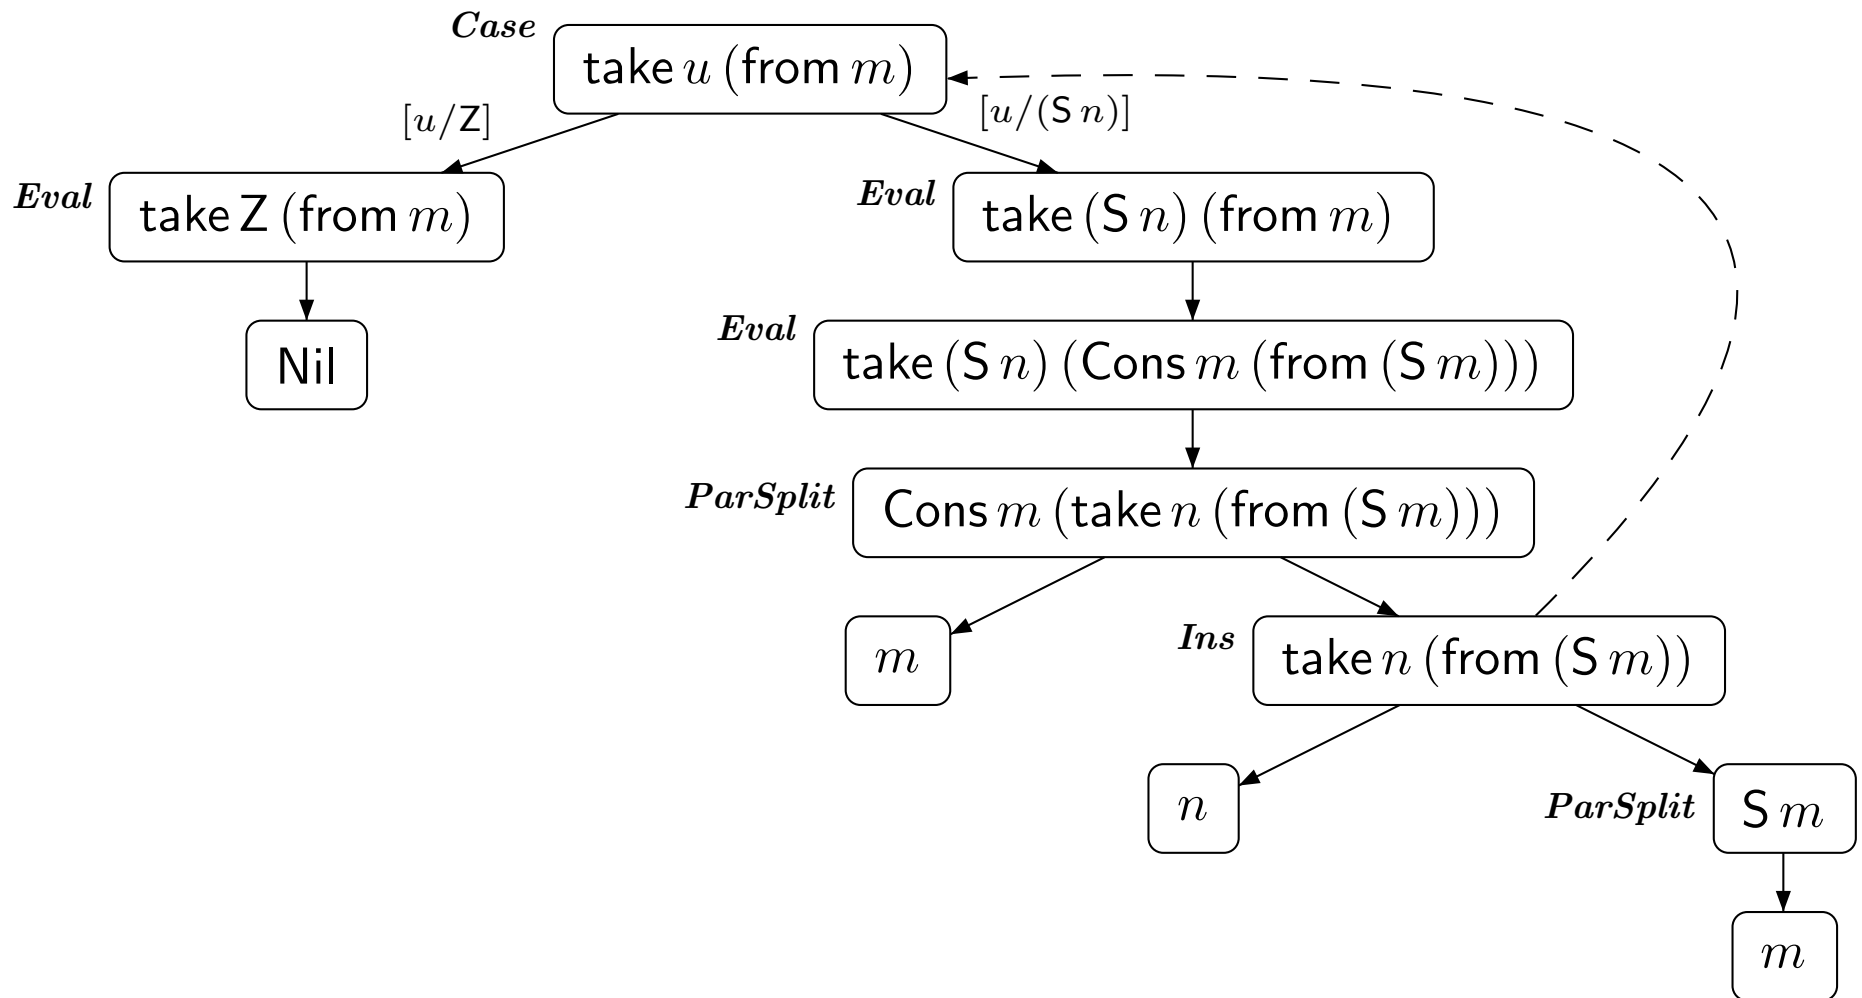 Case
take u (from m)
[u/Z]
[u/(S n)]
Eval
take Z (from m)
Eval
take (S n) (from m)
Nil
Eval
take (S n) (Cons m (from (S m)))
ParSplit
Cons m (take n (from (S m)))
m
Ins
take n (from (S m))
n
ParSplit
S m
m